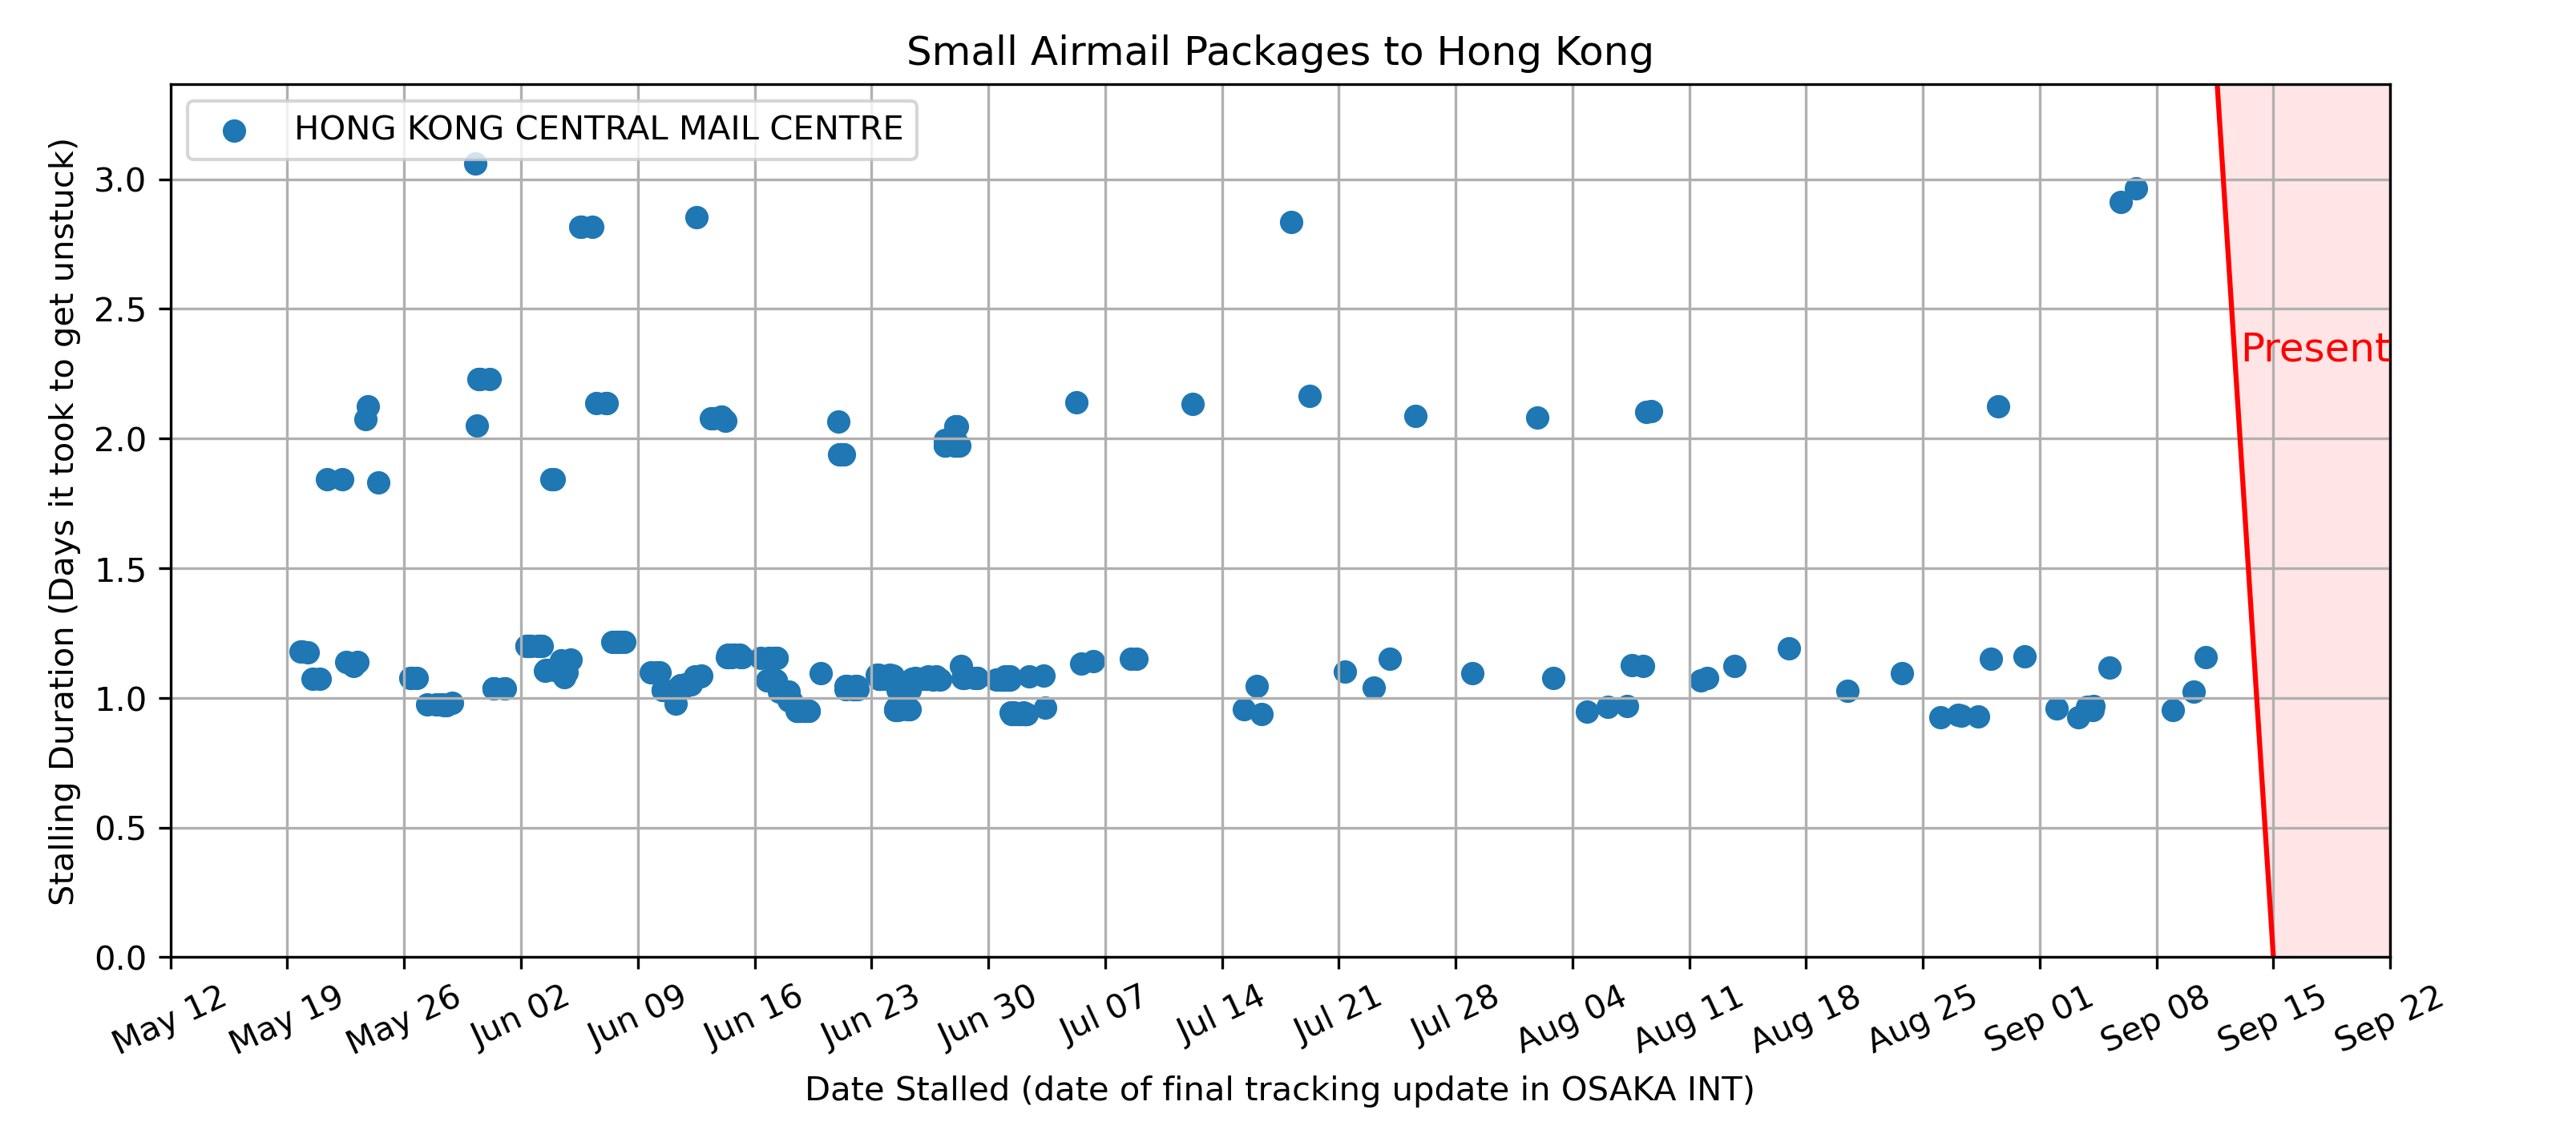 Small Airmail Packages to Hong Kong
HONG KONG CENTRAL MAIL CENTRE
Stalling Duration (Days it took to get unstuck)
3.0
2.5
2.0
1.5
1.0
0.5
0.0
Present
May 12
May 19
May 26
Jun 02
Jun 09
Jun 16
Jun 23
Jun 30
Jul 07
Jul 14
Jul 21
Jul 28
Aug 04
Aug 11
Aug 18
Aug 25
Sep 01
Sep 08
Sep 15
Sep 22
Date Stalled (date of final tracking update in OSAKA INT)